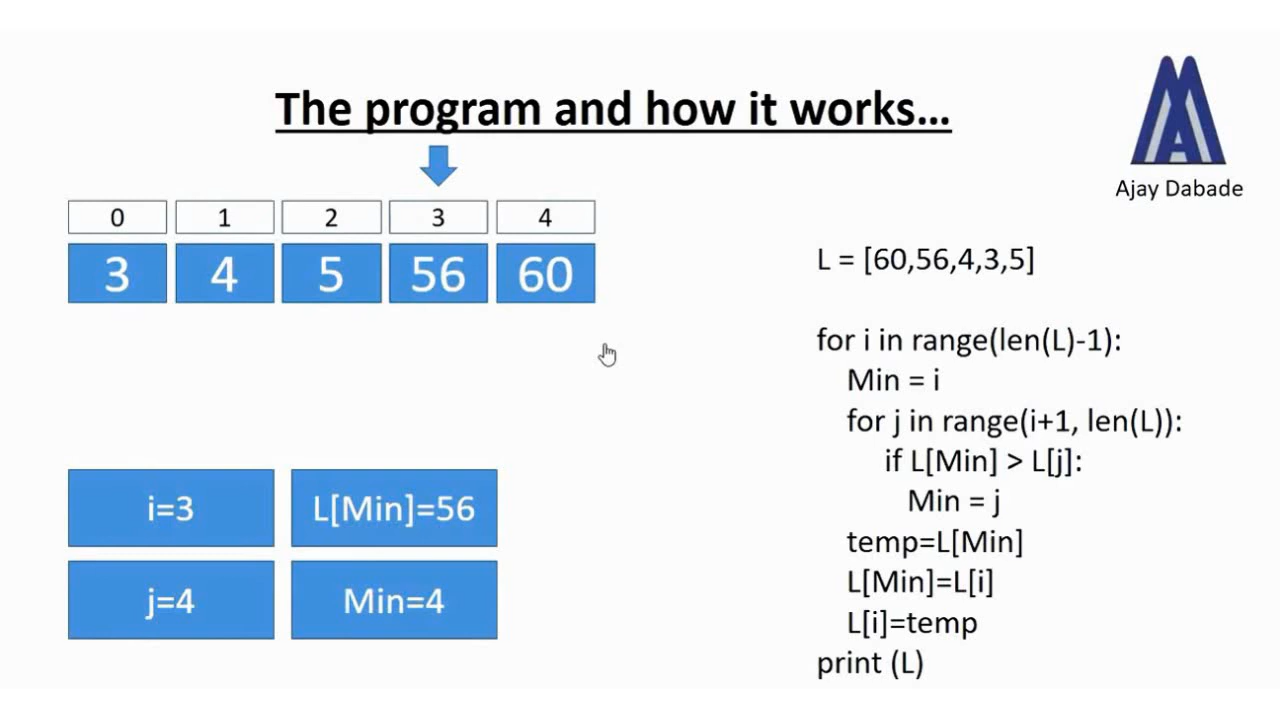 The program and how it works...
Ajay Dabade
0 1 2 3 4
3 4 5 56 60
i=3 L[Min]=56
j=4 Min=4
L = [60,56,4,3,5]
for i in range(len(L)-1):
Min = i
for j in range(i+1, len(L)):
if L[Min] > L[j]:
Min = j
temp=L[Min]
L[Min]=L[i]
L[i]=temp
print (L)